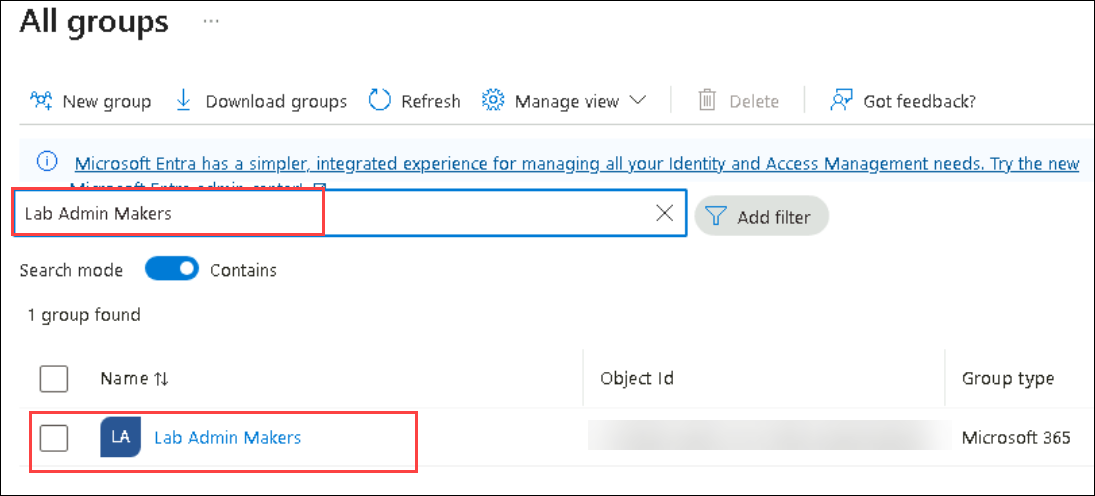 All groups ...
New group Download groups Refresh Manage view Delete Got feedback?
Microsoft Entra has a simpler, integrated experience for managing all your Identity and Access Management needs. Try the new
Microsoft Entra admin center!
Lab Admin Makers Add filter
Search mode Contains
1 group found
Name Object Id Group type
LA Lab Admin Makers Microsoft 365